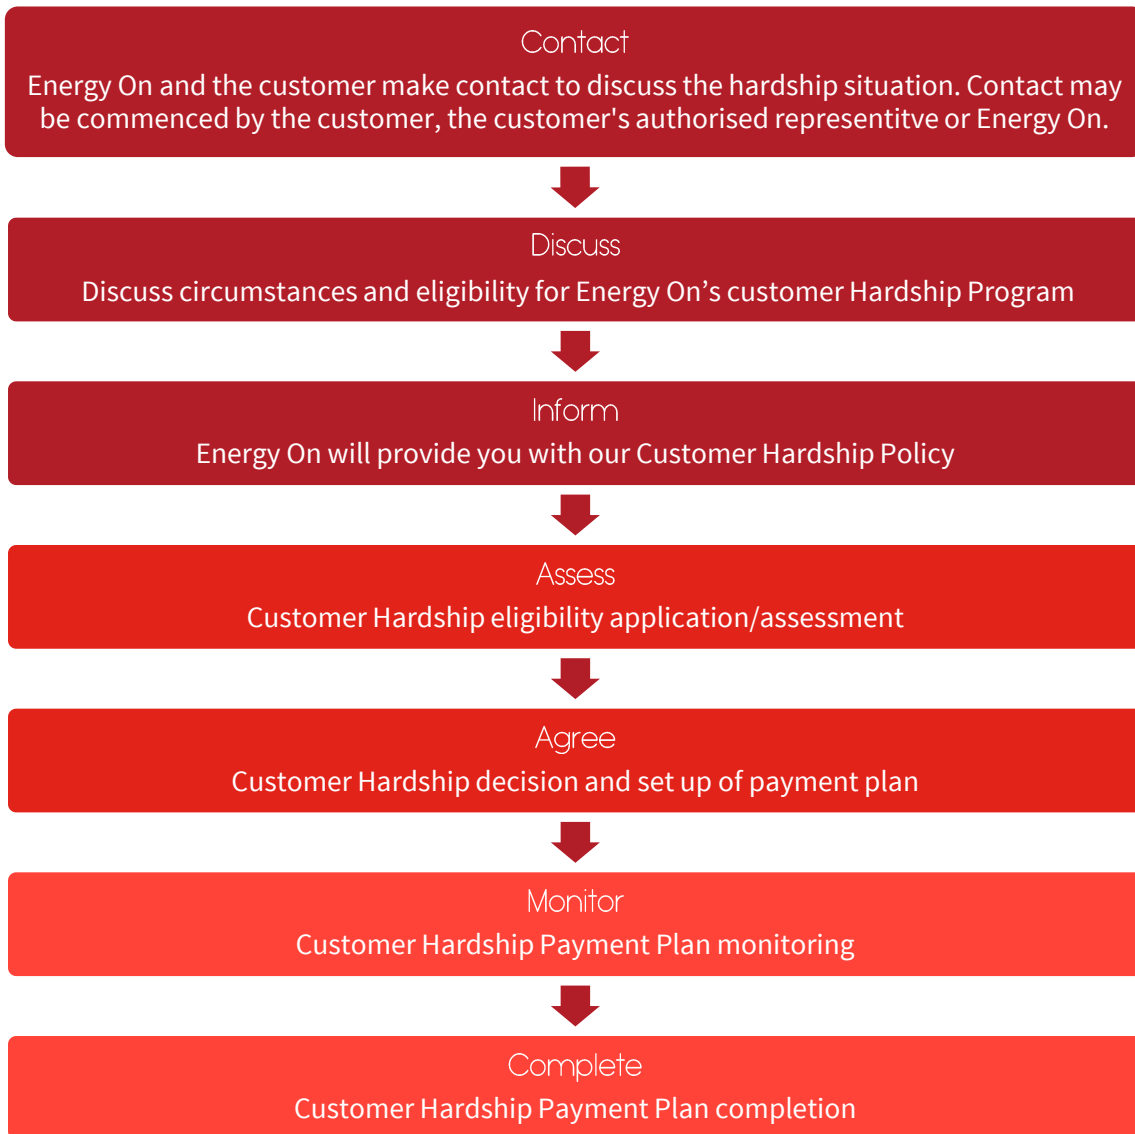 Contact
Energy On and the customer make contact to discuss the hardship situation. Contact may
be commenced by the customer, the customer's authorised representitve or Energy On.
Discuss
Discuss circumstances and eligibility for Energy On’s customer Hardship Program
Inform
Energy On will provide you with our Customer Hardship Policy
Assess
Customer Hardship eligibility application/assessment
Agree
Customer Hardship decision and set up of payment plan
Monitor
Customer Hardship Payment Plan monitoring
Complete
Customer Hardship Payment Plan completion